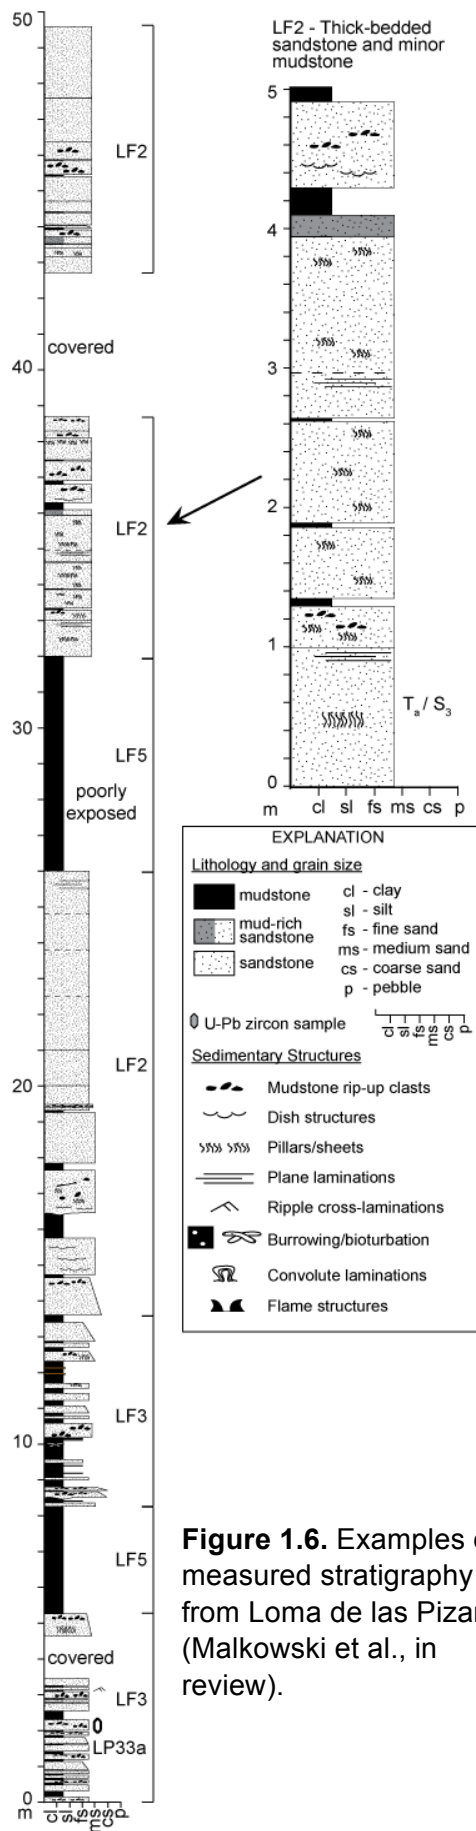 50
LF2
covered
40
LF2
30
LF5
poorly
exposed
LF2
20
LF3
10
LF5
covered
LF3
LP33a
0
m cl sl fs ms cs p
LF2 - Thick-bedded
sandstone and minor
mudstone
5
4
3
2
1
Ta / S3
0
m cl sl fs ms cs p
EXPLANATION
Lithology and grain size
mudstone
mud-rich
sandstone
sandstone
cl - clay
sl - silt
fs - fine sand
ms - medium sand
cs - coarse sand
p - pebble
U-Pb zircon sample
cl sl fs ms cs p
Sedimentary Structures
Mudstone rip-up clasts
Dish structures
Pillars/sheets
Plane laminations
Ripple cross-laminations
Burrowing/bioturbation
Convolute laminations
Flame structures
Figure 1.6. Examples
measured stratigraphy
from Loma de las Pizar
(Malkowski et al., in
review).